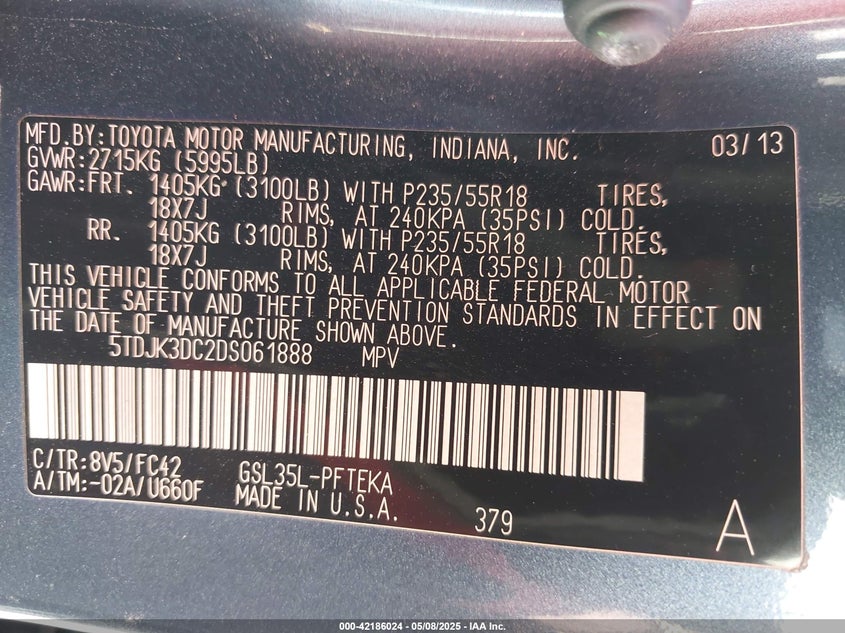 MFD.BY:TOYOTA MOTOR MANUFACTURING, INDIANA, INC. 03/13
GVWR:2715KG (5995LB)
GAWR:FRT. 1405KG (3100LB) WITH P235/55R18 TIRES,
18X7J RIMS, AT 240KPA (35PSI) COLD.
RR. 1405KG (3100LB) WITH P235/55R18 TIRES,
18X7J RIMS, AT 240KPA (35PSI) COLD.
THIS VEHICLE CONFORMS TO ALL APPLICABLE FEDERAL MOTOR
VEHICLE SAFETY AND THEFT PREVENTION STANDARDS IN EFFECT ON
THE DATE OF MANUFACTURE SHOWN ABOVE.
5TDJK3DC2DS061888 MPV
C/TR:8V5/FC42 GSL35L-PFTEKA
A/TM:-02A/U660F MADE IN U.S.A. 379 A
000-42186024 — 05/08/2025 — IAA Inc.